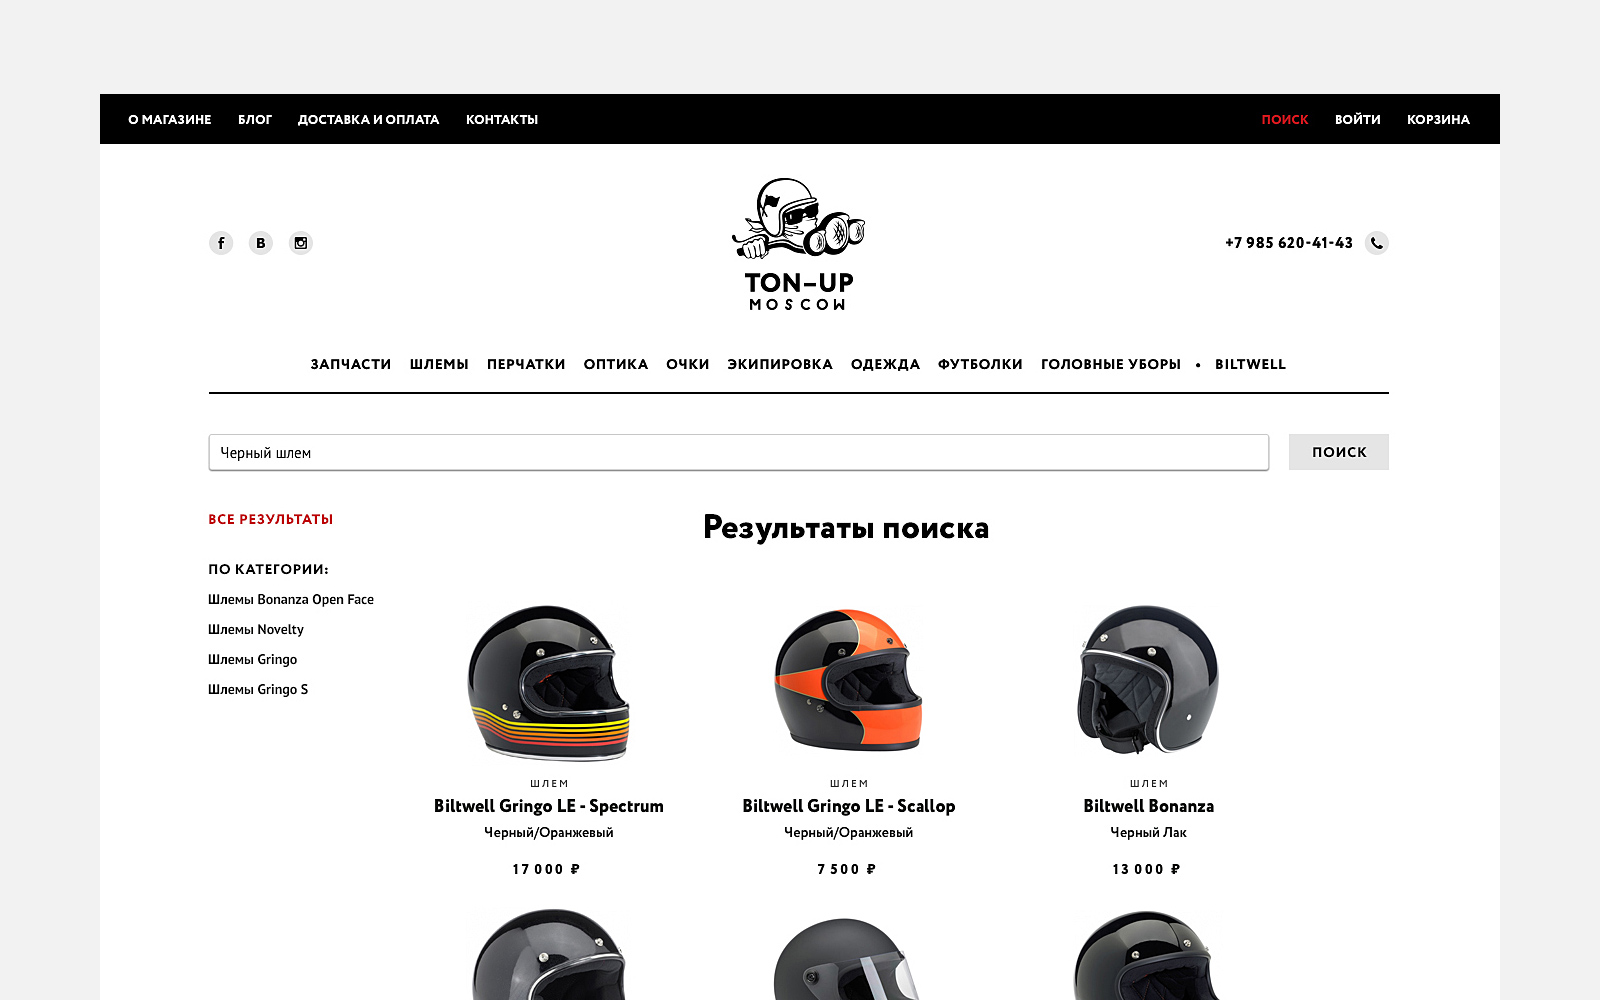 О МАГАЗИНЕ БЛОГ ДОСТАВКА И ОПЛАТА КОНТАКТЫ ПОИСК ВОЙТИ КОРЗИНА
f В +7 985 620-41-43
TON-UP
MOSCOW
ЗАПЧАСТИ ШЛЕМЫ ПЕРЧАТКИ ОПТИКА ОЧКИ ЭКИПИРОВКА ОДЕЖДА ФУТБОЛКИ ГОЛОВНЫЕ УБОРЫ • BILTWELL
Черный шлем ПОИСК
ВСЕ РЕЗУЛЬТАТЫ
ПО КАТЕГОРИИ:
Шлемы Bonanza Open Face
Шлемы Novelty
Шлемы Gringo
Шлемы Gringo S
Результаты поиска
ШЛЕМ
Biltwell Gringo LE - Spectrum
Черный/Оранжевый
17 000 ₽
ШЛЕМ
Biltwell Gringo LE - Scallop
Черный/Оранжевый
7 500 ₽
ШЛЕМ
Biltwell Bonanza
Черный Лак
13 000 ₽